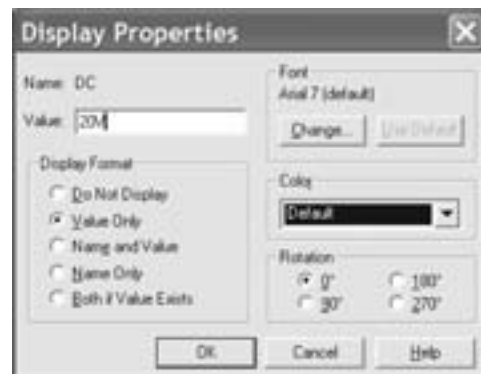 Display Properties
Name: DC
Value: 20V
Display Format
Do Not Display
Value Only
Name and Value
Name Only
Both if Value Exists
Font
Arial 7 (default)
Change...
Use Default
Color
Default
Rotation
0° 180°
90° 270°
OK Cancel Help